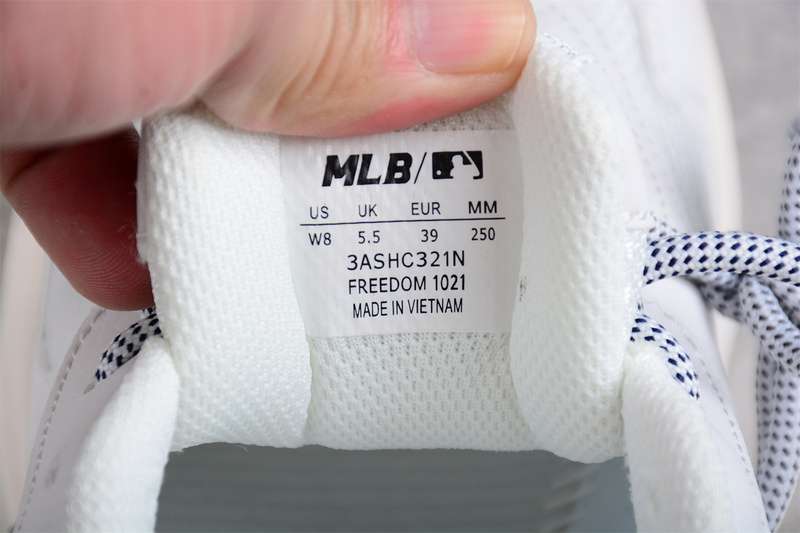 MLB/
US UK EUR MM
W8 5.5 39 250
3ASHC321N
FREEDOM 1021
MADE IN VIETNAM